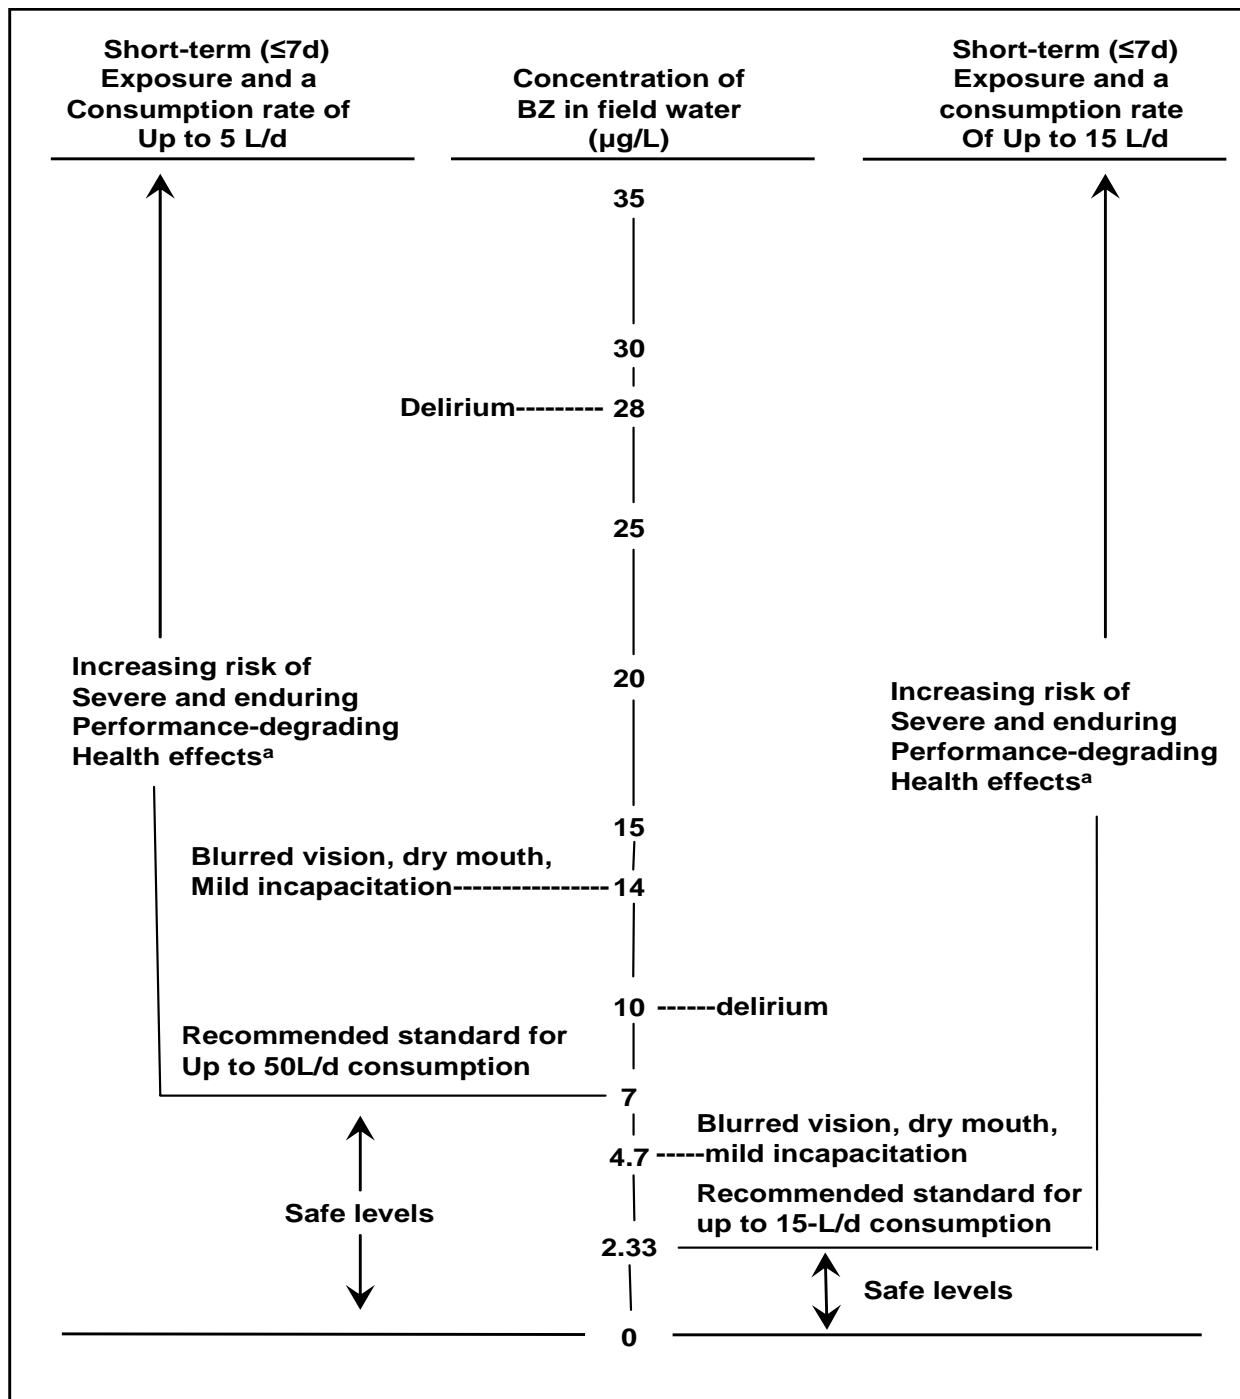 Short-term (≤7d)
Exposure and a
Consumption rate of
Up to 5 L/d
Concentration of
BZ in field water
(µg/L)
Short-term (≤7d)
Exposure and a
consumption rate
Of Up to 15 L/d
35
30
Delirium--------- 28
25
Increasing risk of
Severe and enduring
Performance-degrading
Health effectsᵃ
20
Increasing risk of
Severe and enduring
Performance-degrading
Health effectsᵃ
15
Blurred vision, dry mouth,
Mild incapacitation---------------- 14
10 ------delirium
Recommended standard for
Up to 50L/d consumption
7
Blurred vision, dry mouth,
4.7 -----mild incapacitation
Safe levels
Recommended standard for
up to 15-L/d consumption
2.33
Safe levels
0